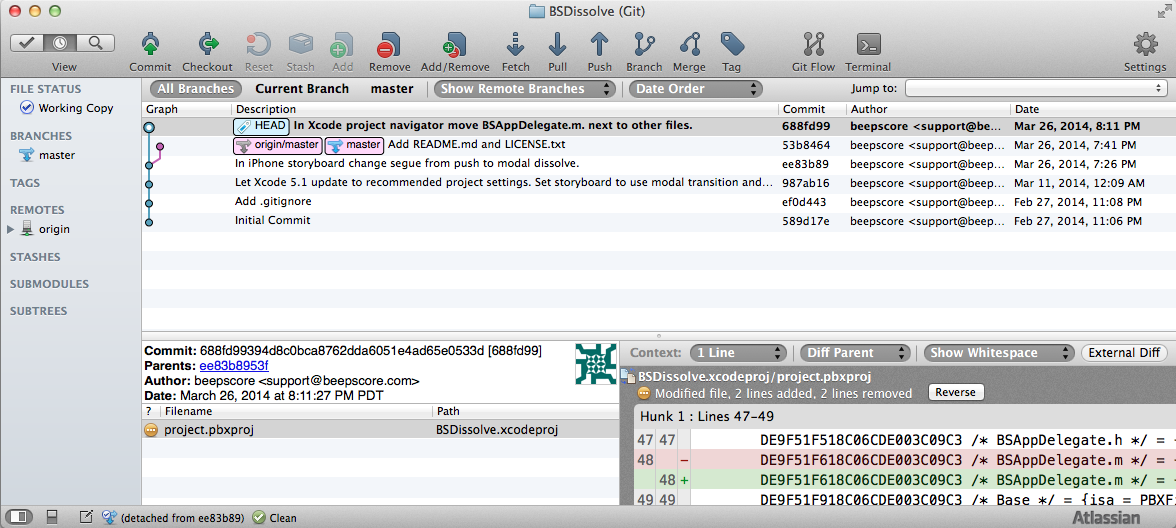 BSDissolve (Git)
View Commit Checkout Reset Stash Add Remove Add/Remove Fetch Pull Push Branch Merge Tag Git Flow Terminal Settings
FILE STATUS
Working Copy
BRANCHES
master
TAGS
REMOTES
origin
STASHES
SUBMODULES
SUBTREES
All Branches Current Branch master Show Remote Branches Date Order Jump to:
Graph Description Commit Author Date
HEAD In Xcode project navigator move BSAppDelegate.m. next to other files. 688fd99 beepscore <support@be... Mar 26, 2014, 8:11 PM
origin/master master Add README.md and LICENSE.txt 53b8464 beepscore <support@beep... Mar 26, 2014, 7:41 PM
In iPhone storyboard change segue from push to modal dissolve. ee83b89 beepscore <support@beep... Mar 26, 2014, 7:26 PM
Let Xcode 5.1 update to recommended project settings. Set storyboard to use modal transition and... 987ab16 beepscore <support@beep... Mar 11, 2014, 12:09 AM
Add .gitignore ef0d443 beepscore <support@beep... Feb 27, 2014, 11:08 PM
Initial Commit 589d17e beepscore <support@beep... Feb 27, 2014, 11:06 PM
Commit: 688fd99394d8c0bca8762dda6051e4ad65e0533d [688fd99]
Parents: ee83b8953f
Author: beepscore <support@beepscore.com>
Date: March 26, 2014 at 8:11:27 PM PDT
? Filename Path
project.pbxproj BSDissolve.xcodeproj
Context: 1 Line Diff Parent Show Whitespace External Diff
BSDissolve.xcodeproj/project.pbxproj
Modified file, 2 lines added, 2 lines removed Reverse
Hunk 1 : Lines 47-49
47 47 DE9F51F518C06CDE003C09C3 /* BSAppDelegate.h */ = {
48 - DE9F51F618C06CDE003C09C3 /* BSAppDelegate.m */ = {
48 + DE9F51F618C06CDE003C09C3 /* BSAppDelegate.m */ = {
49 49 DE9F51F918C06CDE003C09C3 /* Base */ = {isa = PBXF
(detached from ee83b89) Clean Atlassian